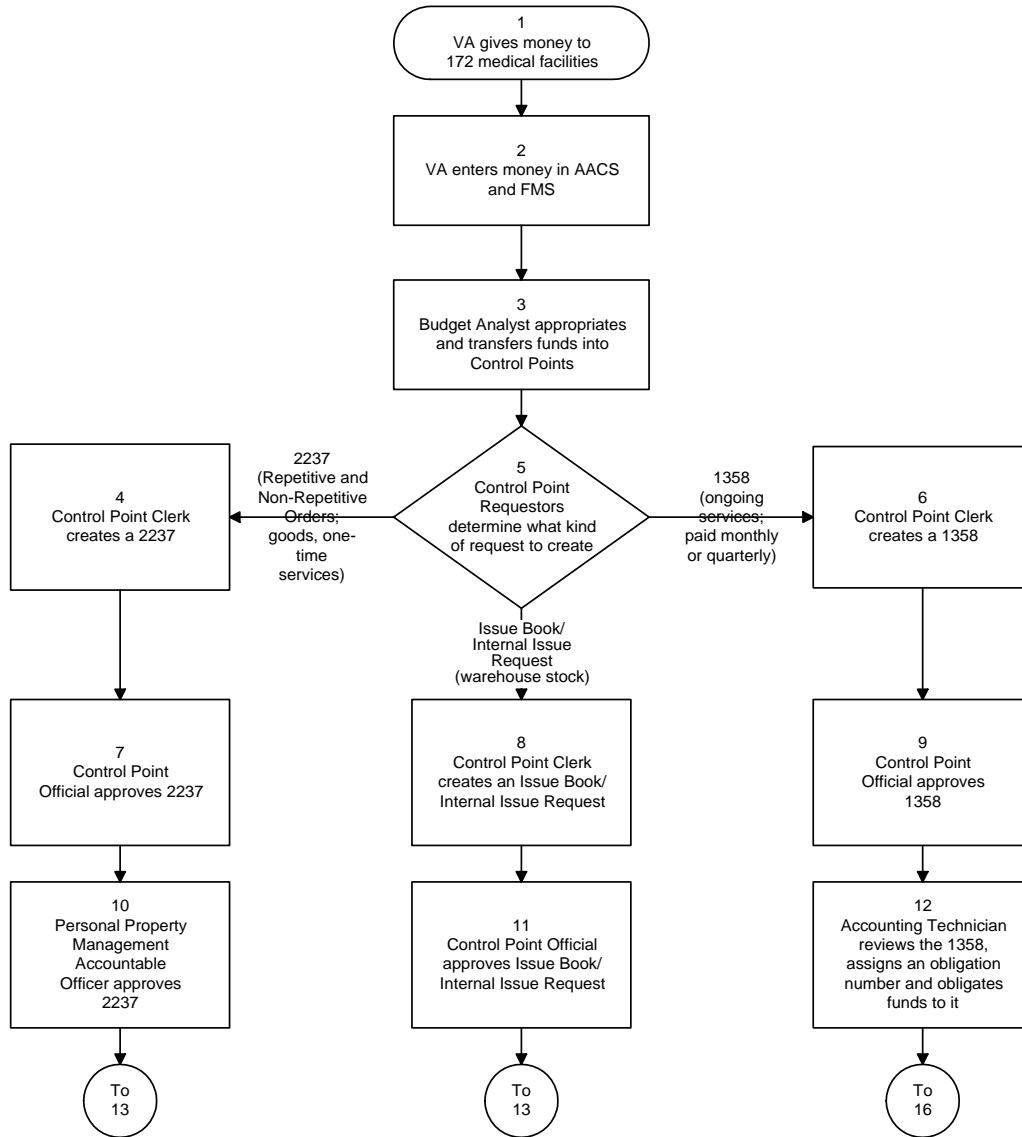 1
VA gives money to
172 medical facilities
2
VA enters money in AACS
and FMS
3
Budget Analyst appropriates
and transfers funds into
Control Points
4
Control Point Clerk
creates a 2237
2237
(Repetitive and
Non-Repetitive
Orders;
goods, one-
time
services)
5
Control Point
Requestors
determine what kind
of request to create
1358
(ongoing
services;
paid monthly
or quarterly)
6
Control Point Clerk
creates a 1358
Issue Book/
Internal Issue
Request
(warehouse stock)
7
Control Point
Official approves 2237
8
Control Point Clerk
creates an Issue Book/
Internal Issue Request
9
Control Point
Official approves
1358
10
Personal Property
Management
Accountable
Officer approves
2237
11
Control Point Official
approves Issue Book/
Internal Issue Request
12
Accounting Technician
reviews the 1358,
assigns an obligation
number and obligates
funds to it
To
13
To
13
To
16